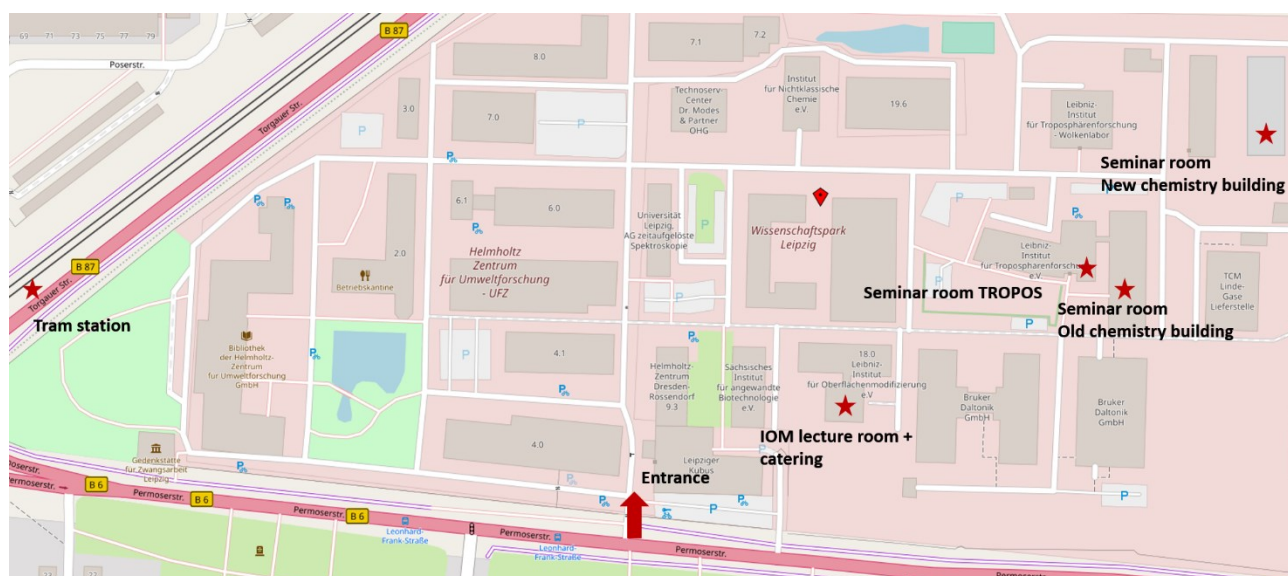 69
71
73
75
77
79
B 87
7.1
7.2
8.0
Poserstr.
3.0
7.0
P
P
Technoserv-
Center
Dr. Modes
& Partner
OHG
Institut
für Nichtklassische
Chemie
e.V.
19.6
Leibniz-
Institut
für Troposphärenforschung
- Wolkenlabor
Torgauer Str.
P
Seminar room
New chemistry building
P
P
P
6.1
6.0
P
Universität
Leipzig,
AG zeitaufgelöste
Spektroskopie
P
Wissenschaftspark
Leipzig
P
P
P
2.0
Helmholtz
Zentrum
für Umweltforschung
- UFZ
Betriebskantine
B 87
Torgauer Str.
Tram station
Leibniz-
Institut
für Troposphärenforschung
e.V.
P
Seminar room TROPOS
P
TCM
Linde-
Gase
Lieferstelle
Seminar room
Old chemistry building
P
P
Bibliothek
der Helmholtz-
Zentrum
für Umweltforschung
GmbH
P
P
4.1
P
Helmholtz-
Zentrum
Dresden-
Rossendorf
9.3
Sächsisches
Institut
für angewandte
Biotechnologie
e.V.
18.0
Leibniz-
Institut
für Oberflächenmodifizierung
e.V.
Bruker
Daltonik
GmbH
Bruker
Daltonik
GmbH
P
IOM lecture room +
catering
4.0
Gedenkstätte
für Zwangsarbeit
Leipzig
P
Leipziger
Kubus
Entrance
P
P
P
P
Permoserstr.
Permoserstr.
B 6
Permoserstr.
B 6
Permoserstr.
B 6
Leonhard-
Frank-Straße
Permoserstr.
Leonhard-
Frank-Straße
Permoserstr.
Permoserstr.